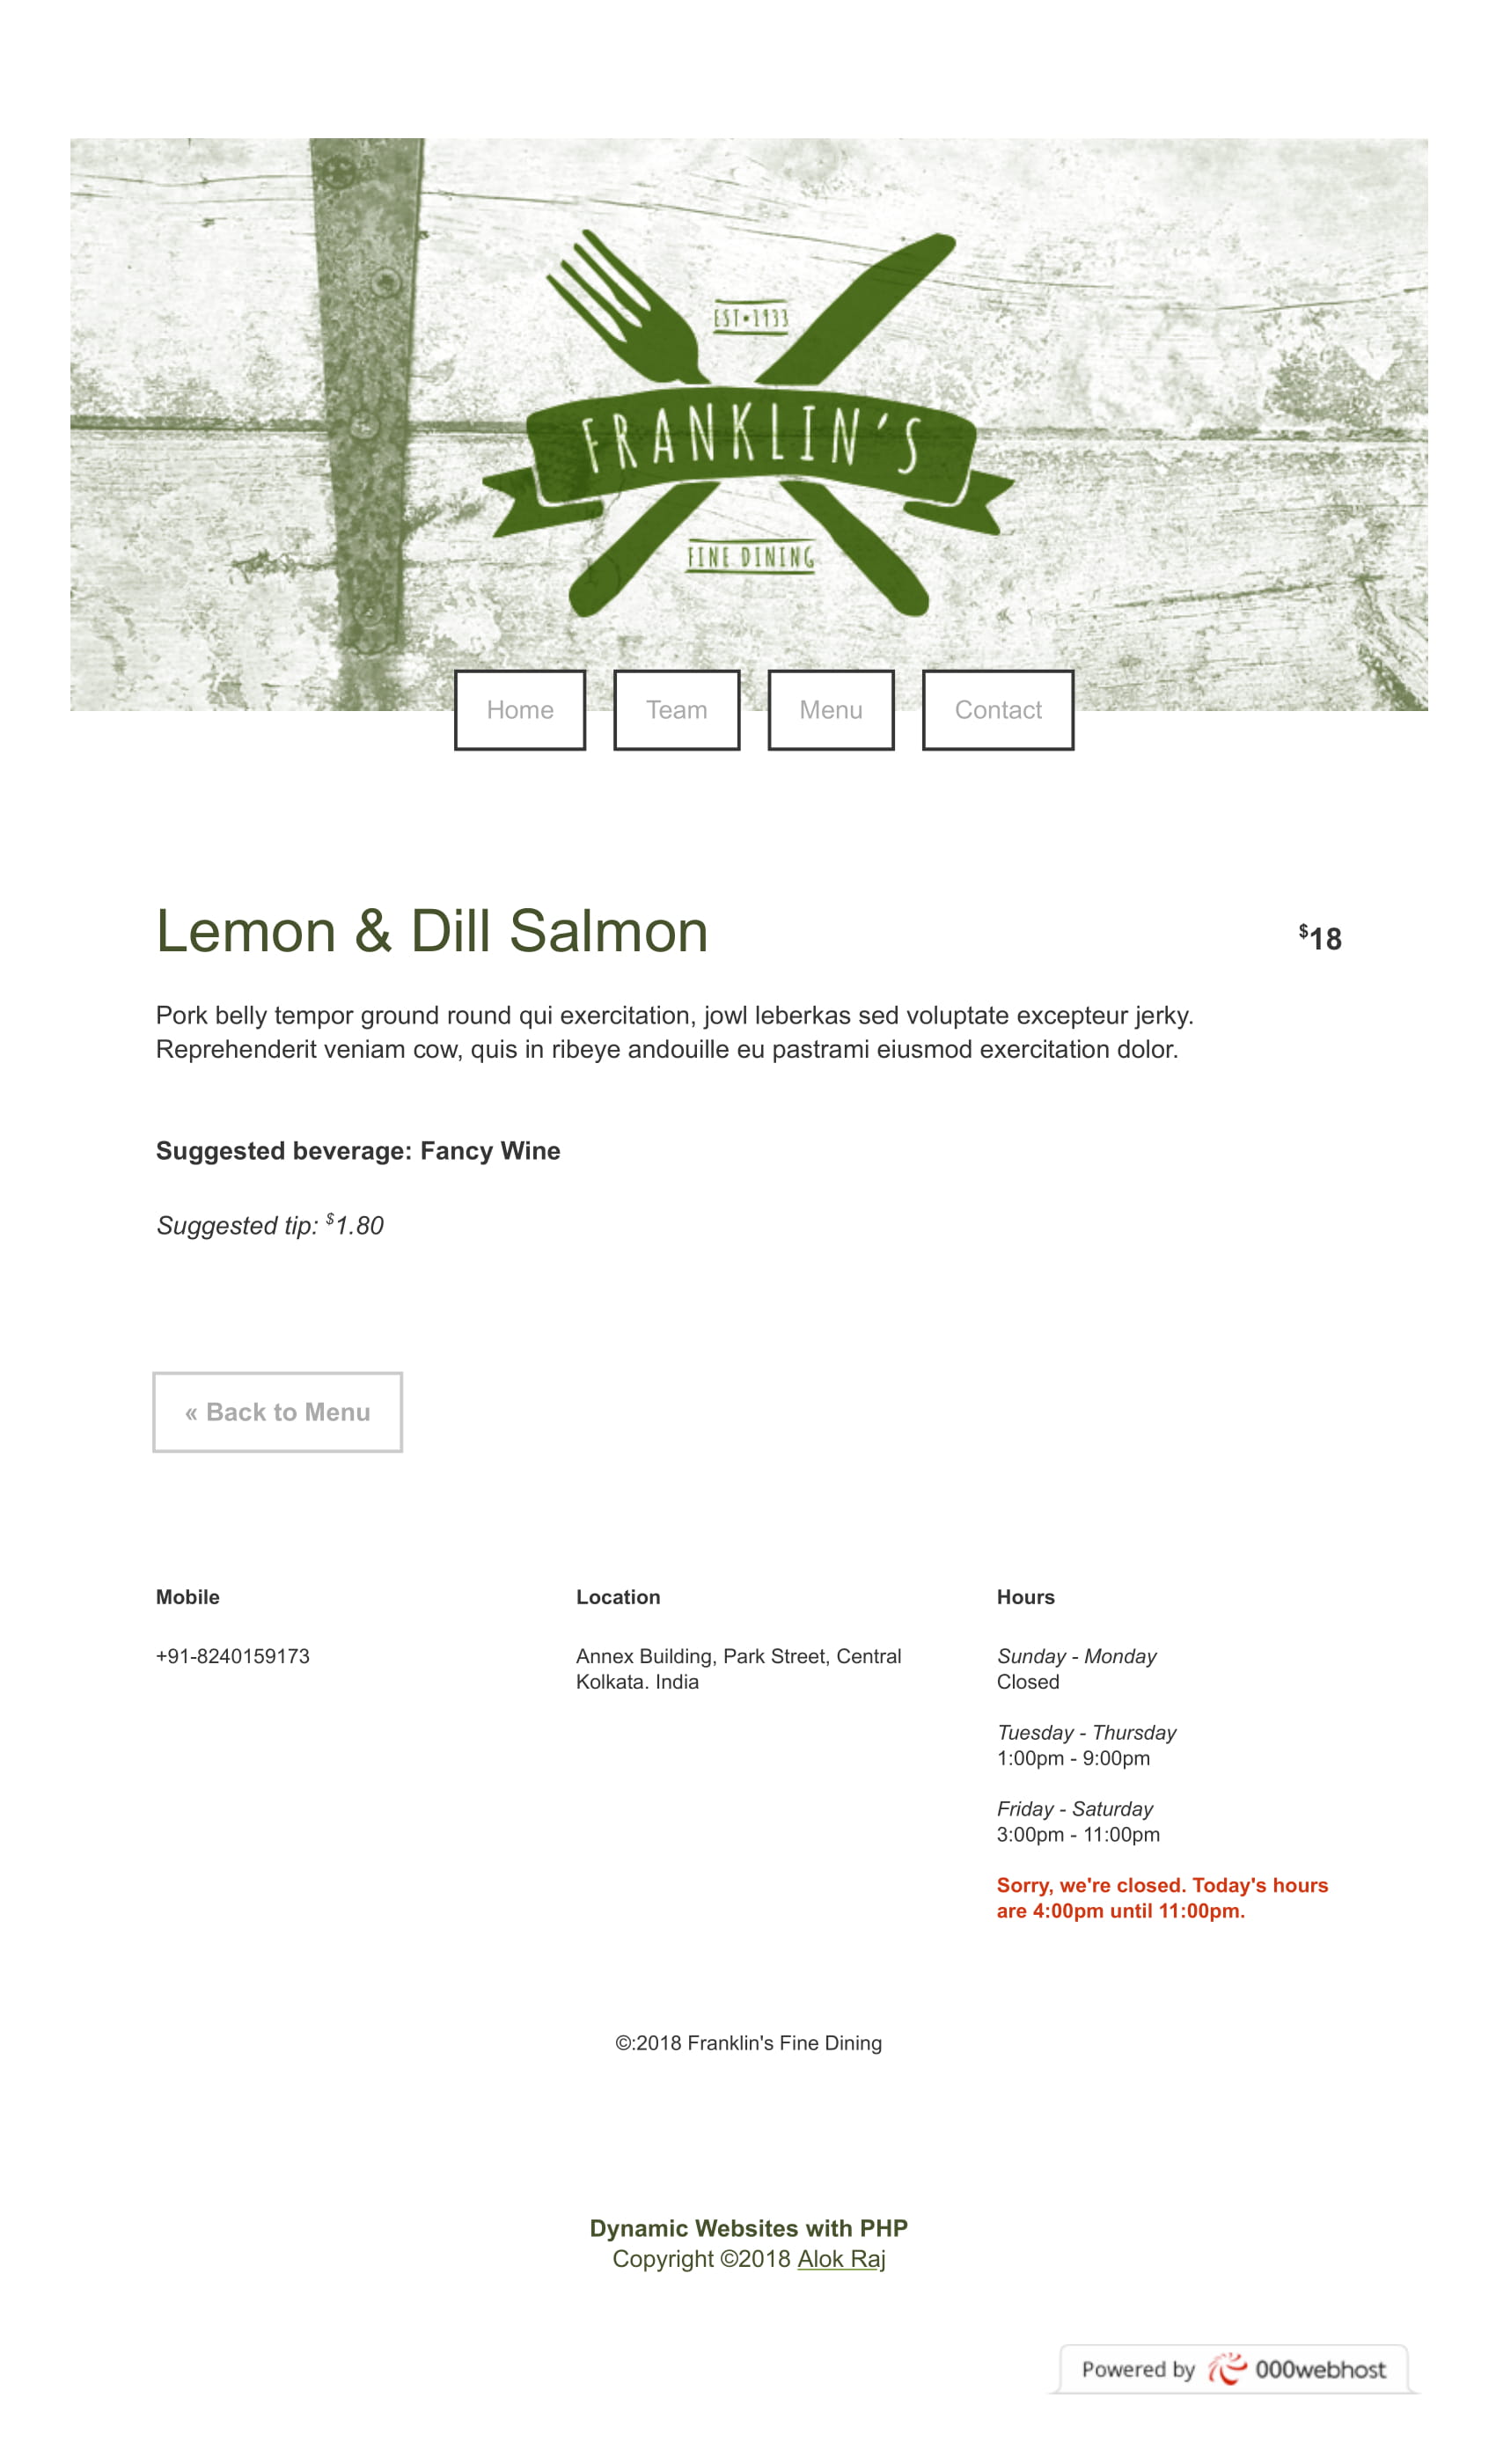 EST•1933
FRANKLIN'S
FINE DINING
Home Team Menu Contact
Lemon & Dill Salmon $18
Pork belly tempor ground round qui exercitation, jowl leberkas sed voluptate excepteur jerky.
Reprehenderit veniam cow, quis in ribeye andouille eu pastrami eiusmod exercitation dolor.
Suggested beverage: Fancy Wine
Suggested tip: $1.80
« Back to Menu
Mobile
+91-8240159173
Location
Annex Building, Park Street, Central
Kolkata. India
Hours
Sunday - Monday
Closed
Tuesday - Thursday
1:00pm - 9:00pm
Friday - Saturday
3:00pm - 11:00pm
Sorry, we're closed. Today's hours
are 4:00pm until 11:00pm.
©:2018 Franklin's Fine Dining
Dynamic Websites with PHP
Copyright ©2018 Alok Raj
Powered by 000webhost